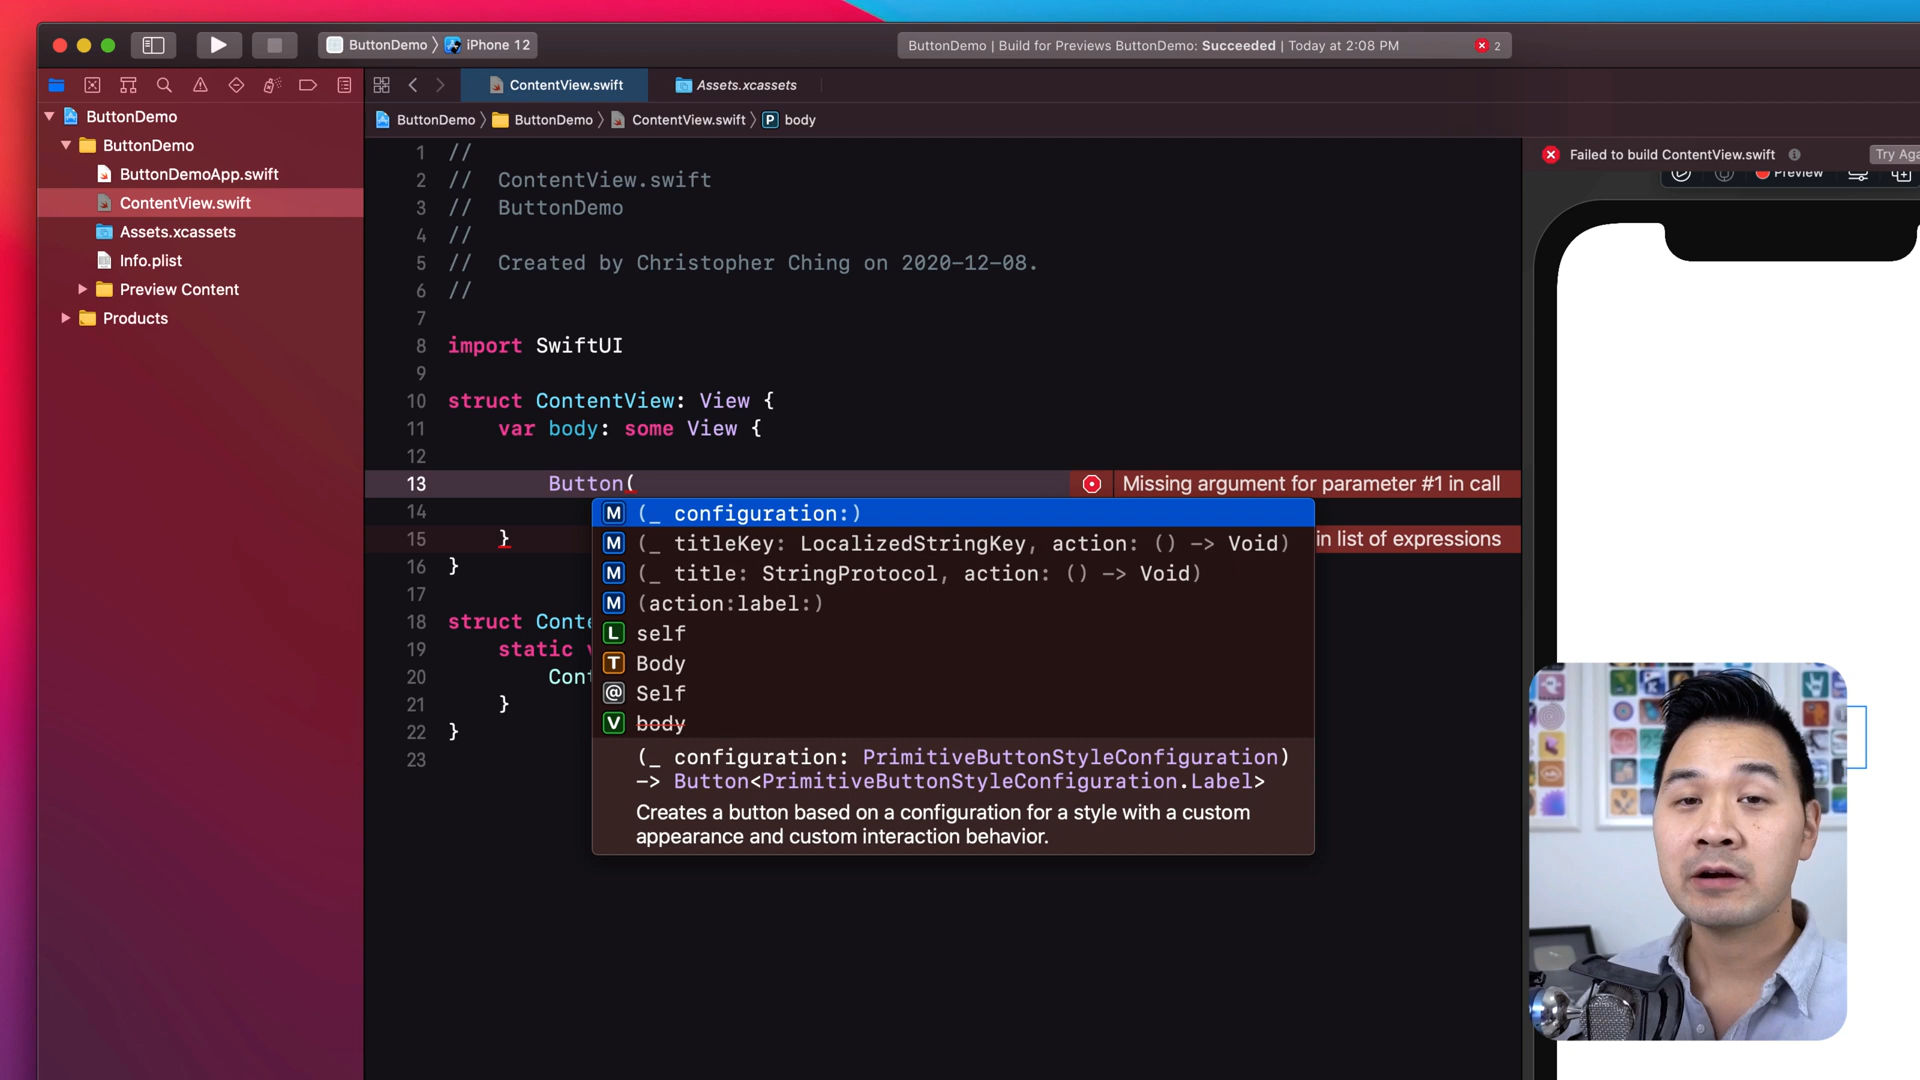 ButtonDemo 〉 iPhone 12
ButtonDemo | Build for Previews ButtonDemo: Succeeded | Today at 2:08 PM
2
ContentView.swift
Assets.xcassets
ButtonDemo 〉 ButtonDemo 〉 ContentView.swift 〉 P body
ButtonDemo
ButtonDemo
ButtonDemoApp.swift
ContentView.swift
Assets.xcassets
Info.plist
Preview Content
Products
1 //
2 // ContentView.swift
3 // ButtonDemo
4 //
5 // Created by Christopher Ching on 2020-12-08.
6 //
7
8 import SwiftUI
9
10 struct ContentView: View {
11 var body: some View {
12
13 Button( Missing argument for parameter #1 in call
14
15 } in list of expressions
16 }
17
18 struct Conte
19 static v
20 Cont
21 }
22 }
23
M (_ configuration:)
M (_ titleKey: LocalizedStringKey, action: () -> Void)
M (_ title: StringProtocol, action: () -> Void)
M (action:label:)
L self
T Body
@ Self
V body
(_ configuration: PrimitiveButtonStyleConfiguration)
-> Button<PrimitiveButtonStyleConfiguration.Label>
Creates a button based on a configuration for a style with a custom
appearance and custom interaction behavior.
Failed to build ContentView.swift
Try Aga
Preview